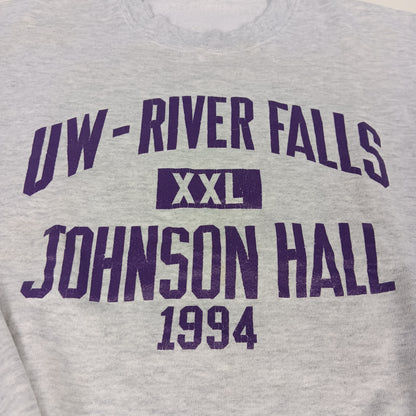 UW - RIVER FALLS
XXL
JOHNSON HALL
1994